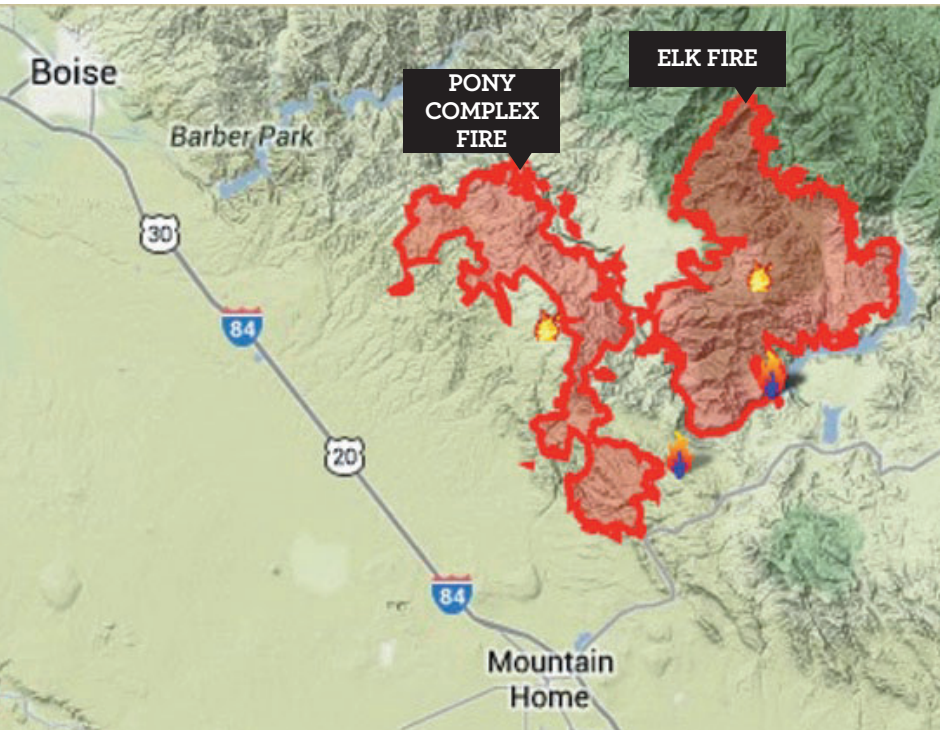 Boise
PONY
COMPLEX
FIRE
ELK FIRE
Barber Park
30
84
20
84
Mountain
Home